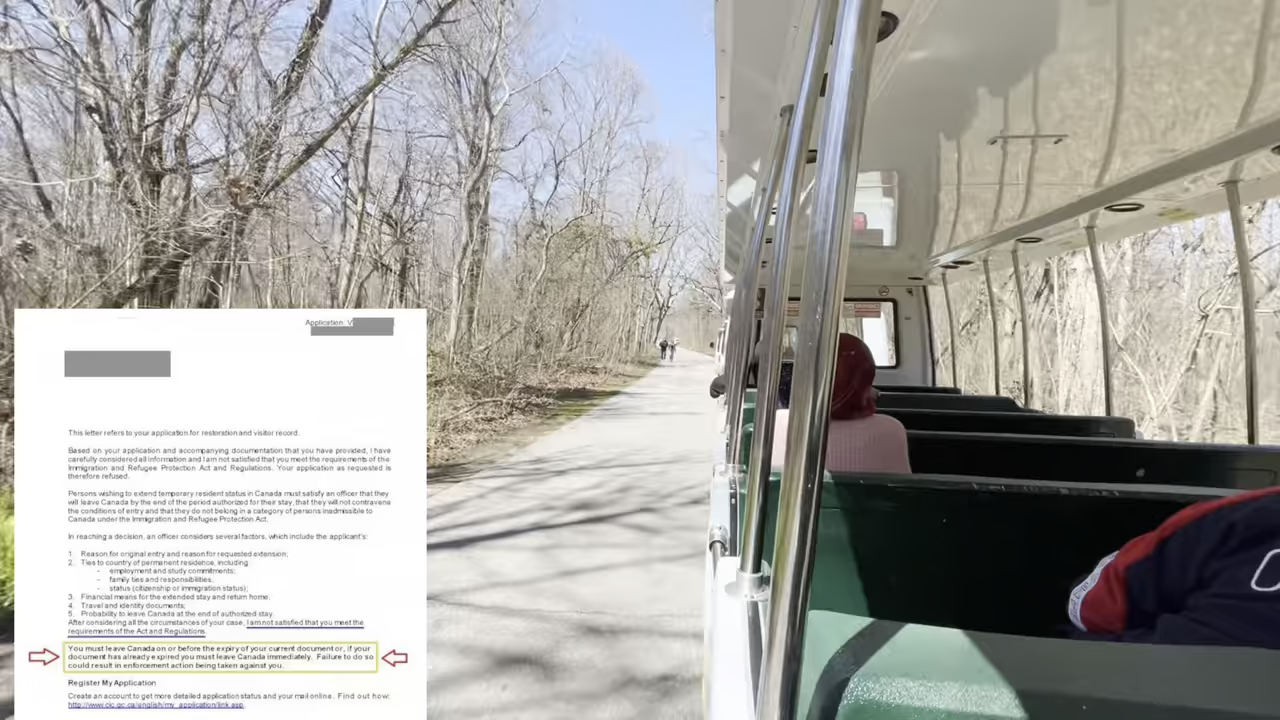 Application: V
This letter refers to your application for restoration and visitor record.
Based on your application and accompanying documentation that you have provided, I have
carefully considered all information and I am not satisfied that you meet the requirements of the
Immigration and Refugee Protection Act and Regulations. Your application as requested is
therefore refused.
Persons wishing to extend temporary resident status in Canada must satisfy an officer that they
will leave Canada by the end of the period authorized for their stay, that they will not contravene
the conditions of entry and that they do not belong in a category of persons inadmissible to
Canada under the Immigration and Refugee Protection Act.
In reaching a decision, an officer considers several factors, which include the applicant's:
1. Reason for original entry and reason for requested extension;
2. Ties to country of permanent residence, including
- employment and study commitments;
- family ties and responsibilities.
- status (citizenship or immigration status);
3. Financial means for the extended stay and return home.
4. Travel and identity documents;
5. Probability to leave Canada at the end of authorized stay.
After considering all the circumstances of your case, I am not satisfied that you meet the
requirements of the Act and Regulations.
You must leave Canada on or before the expiry of your current document or, if your
document has already expired you must leave Canada immediately. Failure to do so
could result in enforcement action being taken against you.
Register My Application
Create an account to get more detailed application status and your mail online. Find out how:
http://www.cic.gc.ca/english/my_application/link.asp